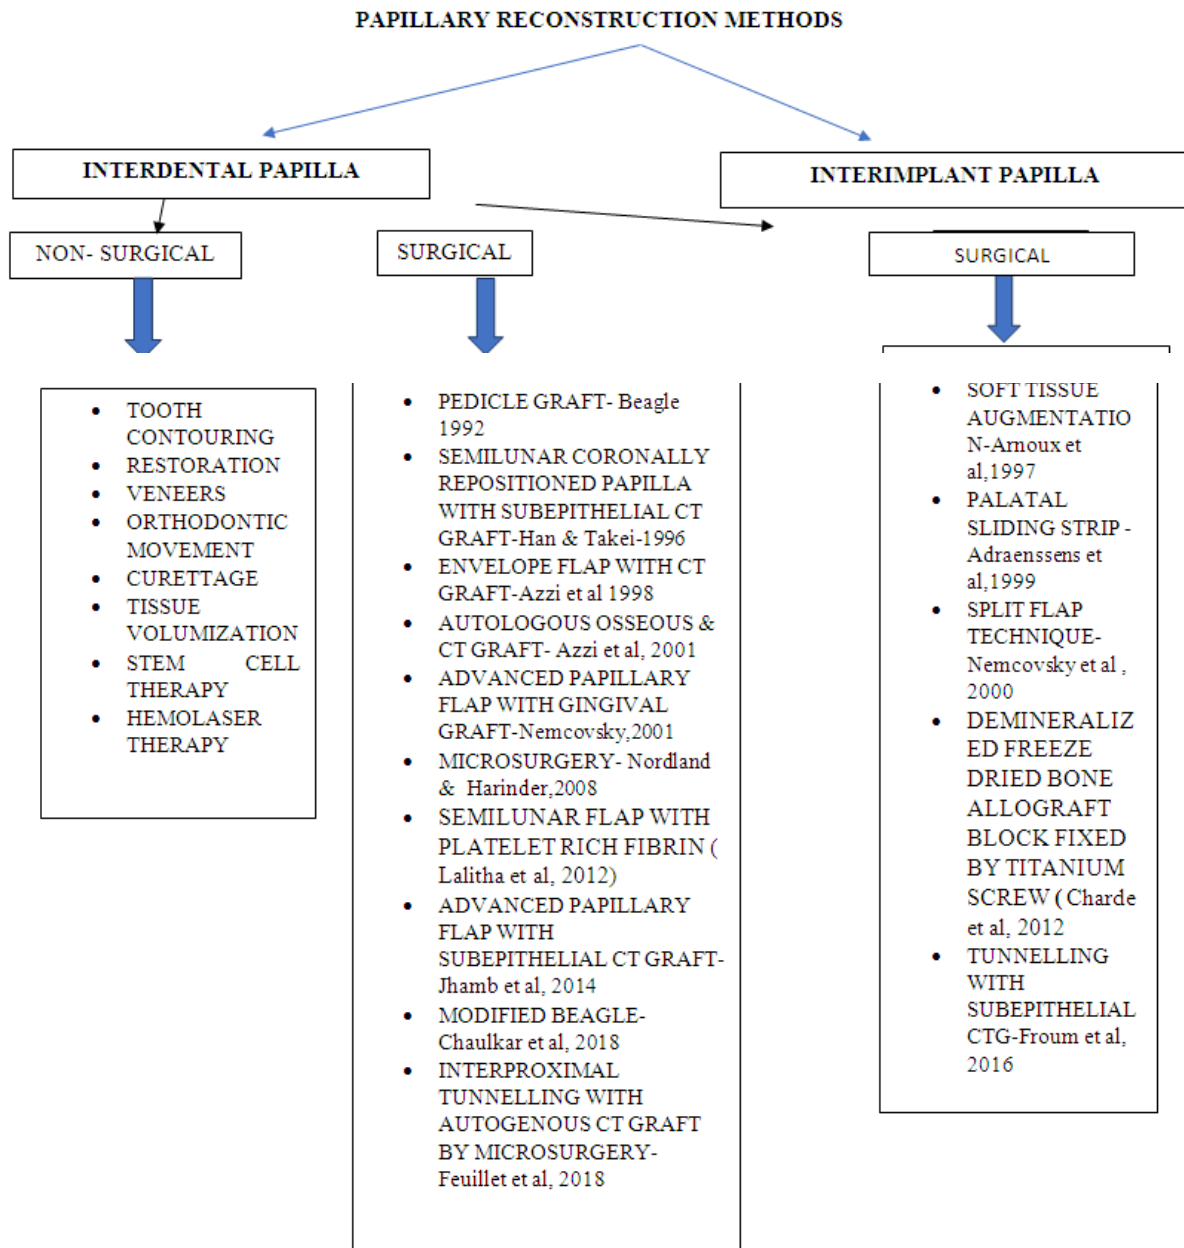 PAPILLARY RECONSTRUCTION METHODS
INTERDENTAL PAPILLA
INTERIMPLANT PAPILLA
NON- SURGICAL
SURGICAL
SURGICAL
• TOOTH
CONTOURING
• RESTORATION
• VENEERS
• ORTHODONTIC
MOVEMENT
• CURETTAGE
• TISSUE
VOLUMIZATION
• STEM CELL
THERAPY
• HEMOLASER
THERAPY
• PEDICLE GRAFT- Beagle
1992
• SEMILUNAR CORONALLY
REPOSITIONED PAPILLA
WITH SUBEPITHELIAL CT
GRAFT-Han & Takei-1996
• ENVELOPE FLAP WITH CT
GRAFT-Azzi et al 1998
• AUTOLOGOUS OSSEOUS &
CT GRAFT- Azzi et al, 2001
• ADVANCED PAPILLARY
FLAP WITH GINGIVAL
GRAFT-Nemcovsky,2001
• MICROSURGERY- Nordland
& Harinder,2008
• SEMILUNAR FLAP WITH
PLATELET RICH FIBRIN (
Lalitha et al, 2012)
• ADVANCED PAPILLARY
FLAP WITH
SUBEPITHELIAL CT GRAFT-
Jhamb et al, 2014
• MODIFIED BEAGLE-
Chaulkar et al, 2018
• INTERPROXIMAL
TUNNELLING WITH
AUTOGENOUS CT GRAFT
BY MICROSURGERY-
Feuillet et al, 2018
• SOFT TISSUE
AUGMENTATIO
N-Arnoux et
al,1997
• PALATAL
SLIDING STRIP -
Adraenssens et
al,1999
• SPLIT FLAP
TECHNIQUE-
Nemcovsky et al ,
2000
• DEMINERALIZ
ED FREEZE
DRIED BONE
ALLOGRAFT
BLOCK FIXED
BY TITANIUM
SCREW ( Charde
et al, 2012
• TUNNELLING
WITH
SUBEPITHELIAL
CTG-Froum et al,
2016